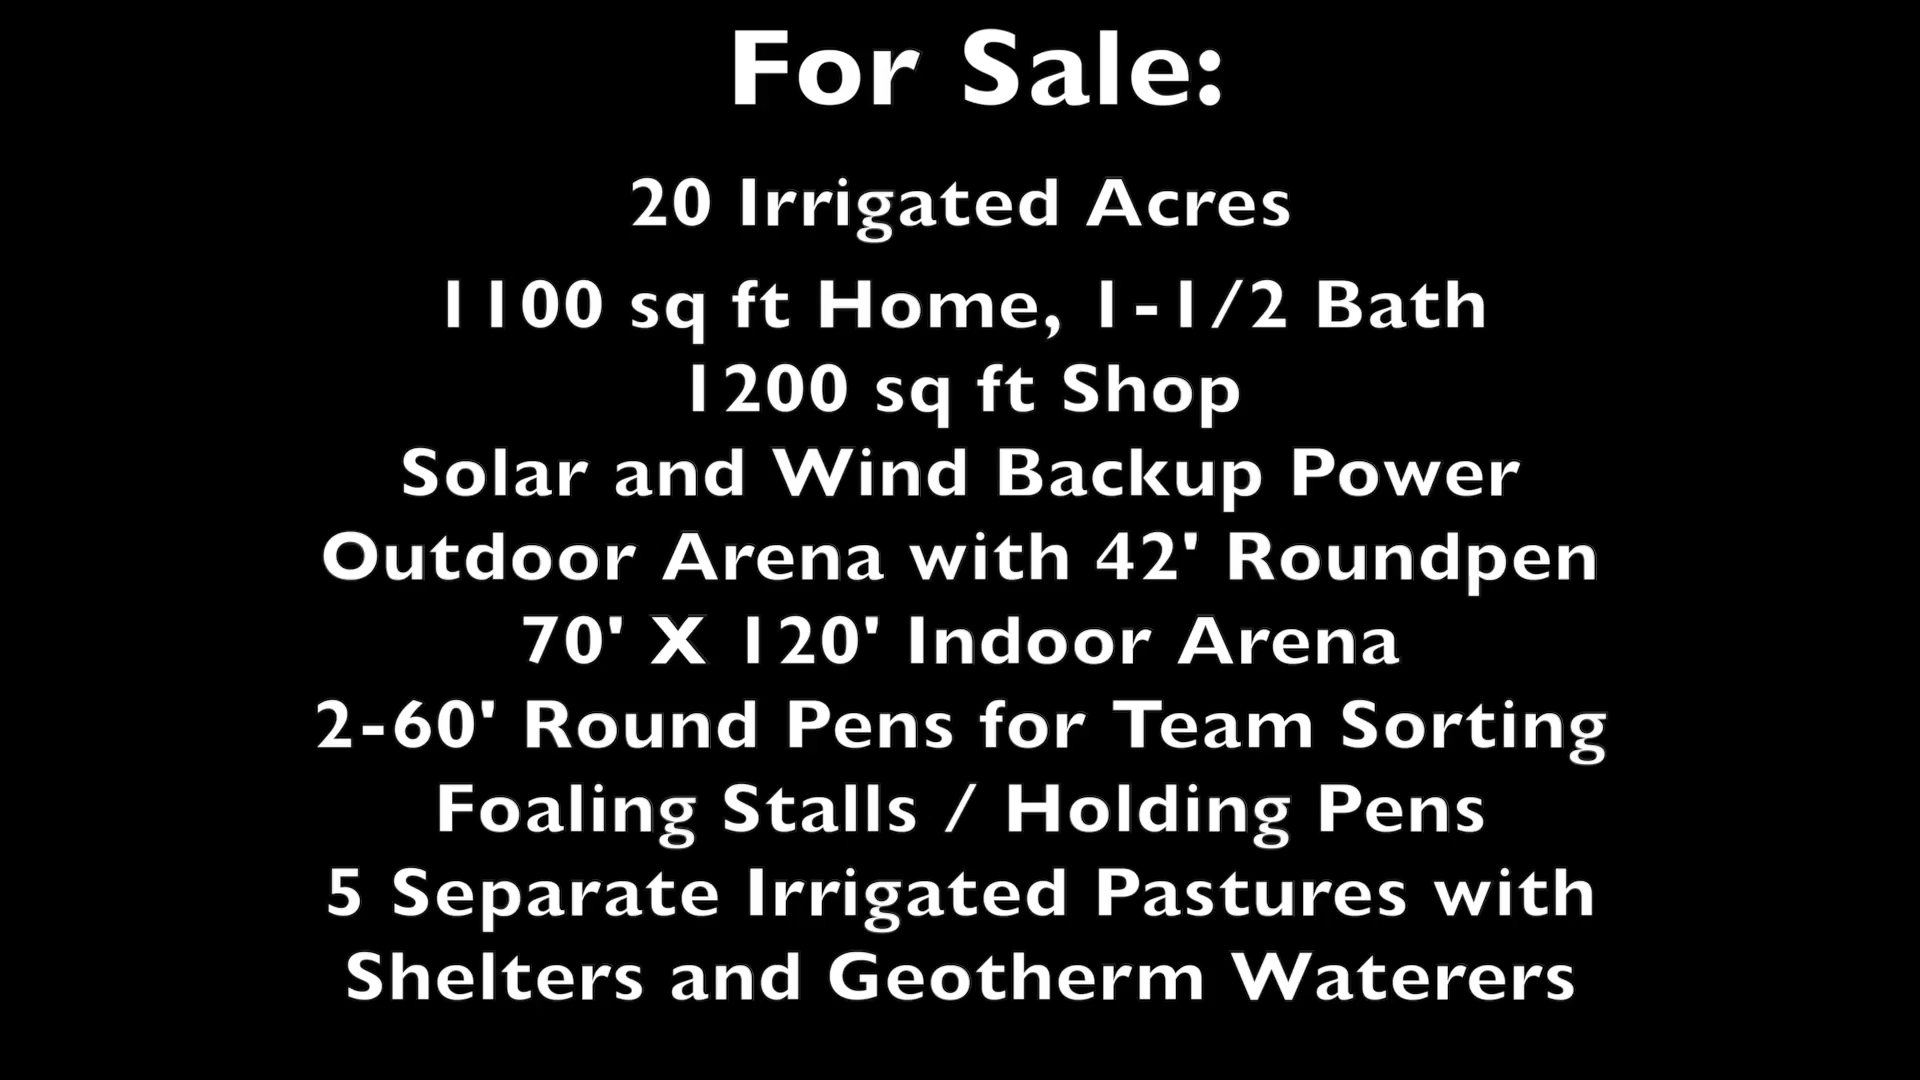 For Sale:
20 Irrigated Acres
1100 sq ft Home, 1-1/2 Bath
1200 sq ft Shop
Solar and Wind Backup Power
Outdoor Arena with 42' Roundpen
70' X 120' Indoor Arena
2-60' Round Pens for Team Sorting
Foaling Stalls / Holding Pens
5 Separate Irrigated Pastures with
Shelters and Geotherm Waterers